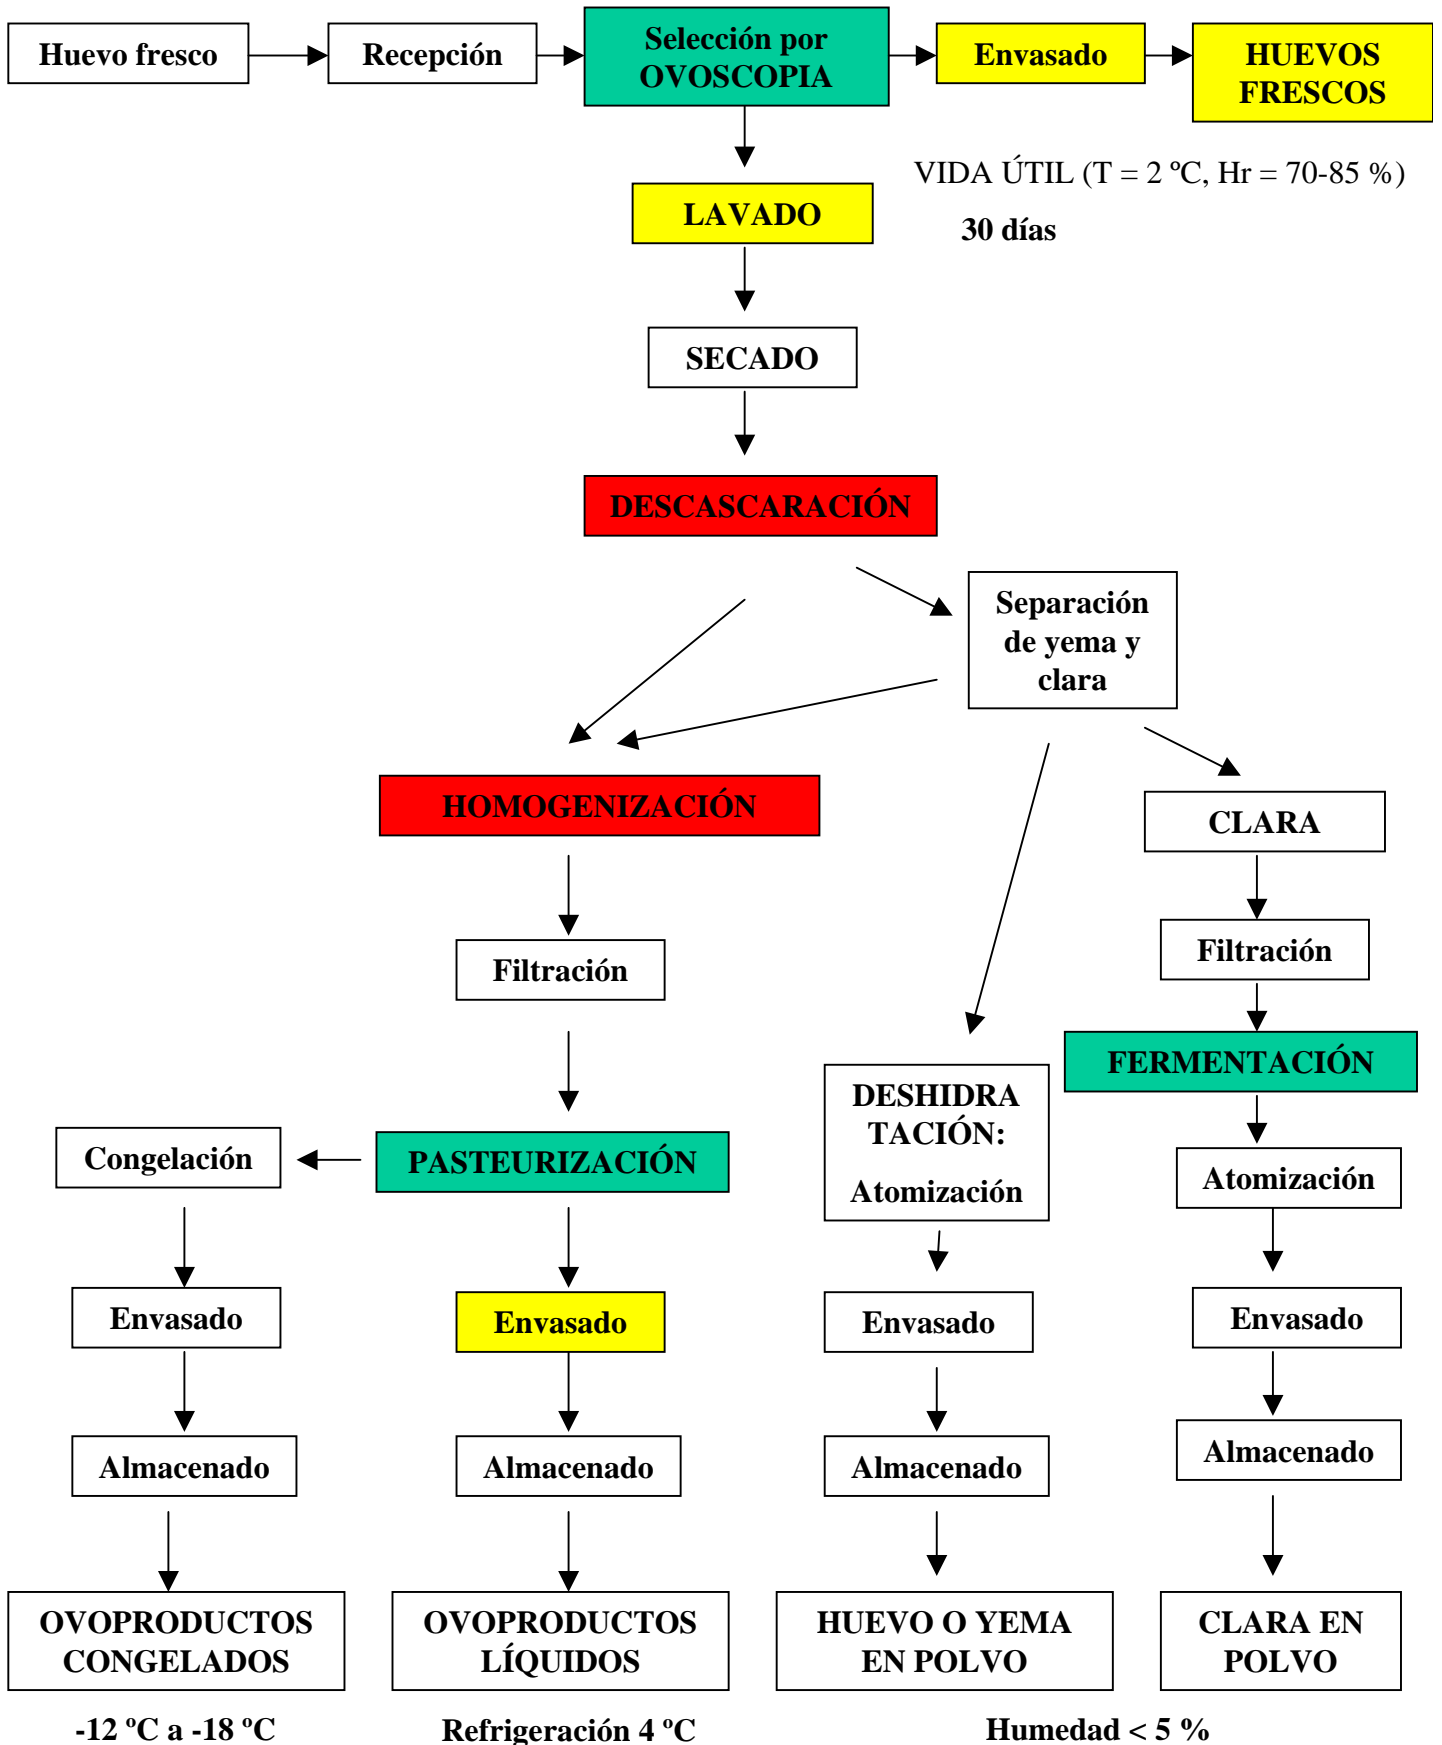 Huevo fresco
Recepción
Selección por
OVOSCOPIA
Envasado
HUEVOS
FRESCOS
VIDA ÚTIL (T = 2 ºC, Hr = 70-85 %)
30 días
LAVADO
SECADO
DESCASCARACIÓN
Separación
de yema y
clara
HOMOGENIZACIÓN
CLARA
Filtración
Filtración
FERMENTACIÓN
DESHIDRA
TACIÓN:
Atomización
Congelación
PASTEURIZACIÓN
Atomización
Envasado
Envasado
Envasado
Envasado
Almacenado
Almacenado
Almacenado
Almacenado
OVOPRODUCTOS
CONGELADOS
OVOPRODUCTOS
LÍQUIDOS
HUEVO O YEMA
EN POLVO
CLARA EN
POLVO
-12 ºC a -18 ºC
Refrigeración 4 ºC
Humedad < 5 %